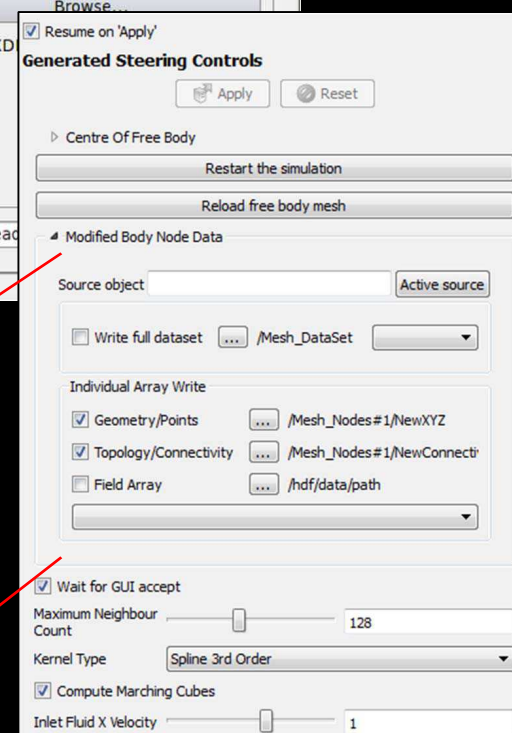 Browse...
Resume on 'Apply'
Generated Steering Controls
Apply Reset
Centre Of Free Body
Restart the simulation
Reload free body mesh
Modified Body Node Data
Source object Active source
Write full dataset ... /Mesh_DataSet
Individual Array Write
Geometry/Points ... /Mesh_Nodes#1/NewXYZ
Topology/Connectivity ... /Mesh_Nodes#1/NewConnecti
Field Array ... /hdf/data/path
Wait for GUI accept
Maximum Neighbour
Count 128
Kernel Type Spline 3rd Order
Compute Marching Cubes
Inlet Fluid X Velocity 1